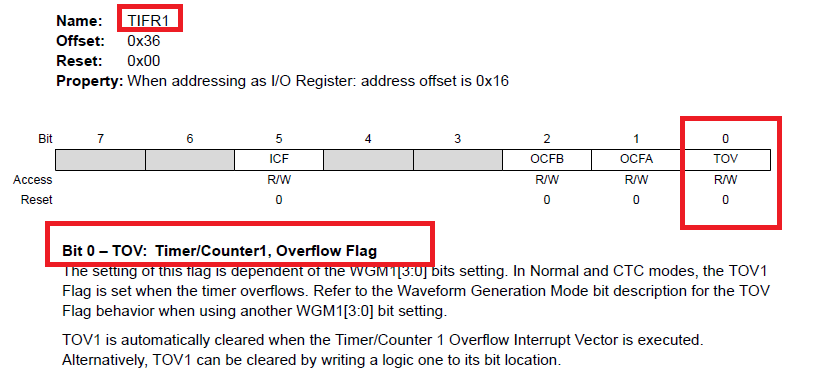 Name: TIFR1
Offset: 0x36
Reset: 0x00
Property: When addressing as I/O Register: address offset is 0x16
Bit 7 6 5 4 3 2 1 0
ICF OCFB OCFA TOV
Access R/W R/W R/W R/W
Reset 0 0 0 0
Bit 0 – TOV: Timer/Counter1, Overflow Flag
The setting of this flag is dependent of the WGM1[3:0] bits setting. In Normal and CTC modes, the TOV1
Flag is set when the timer overflows. Refer to the Waveform Generation Mode bit description for the TOV
Flag behavior when using another WGM1[3:0] bit setting.
TOV1 is automatically cleared when the Timer/Counter 1 Overflow Interrupt Vector is executed.
Alternatively, TOV1 can be cleared by writing a logic one to its bit location.